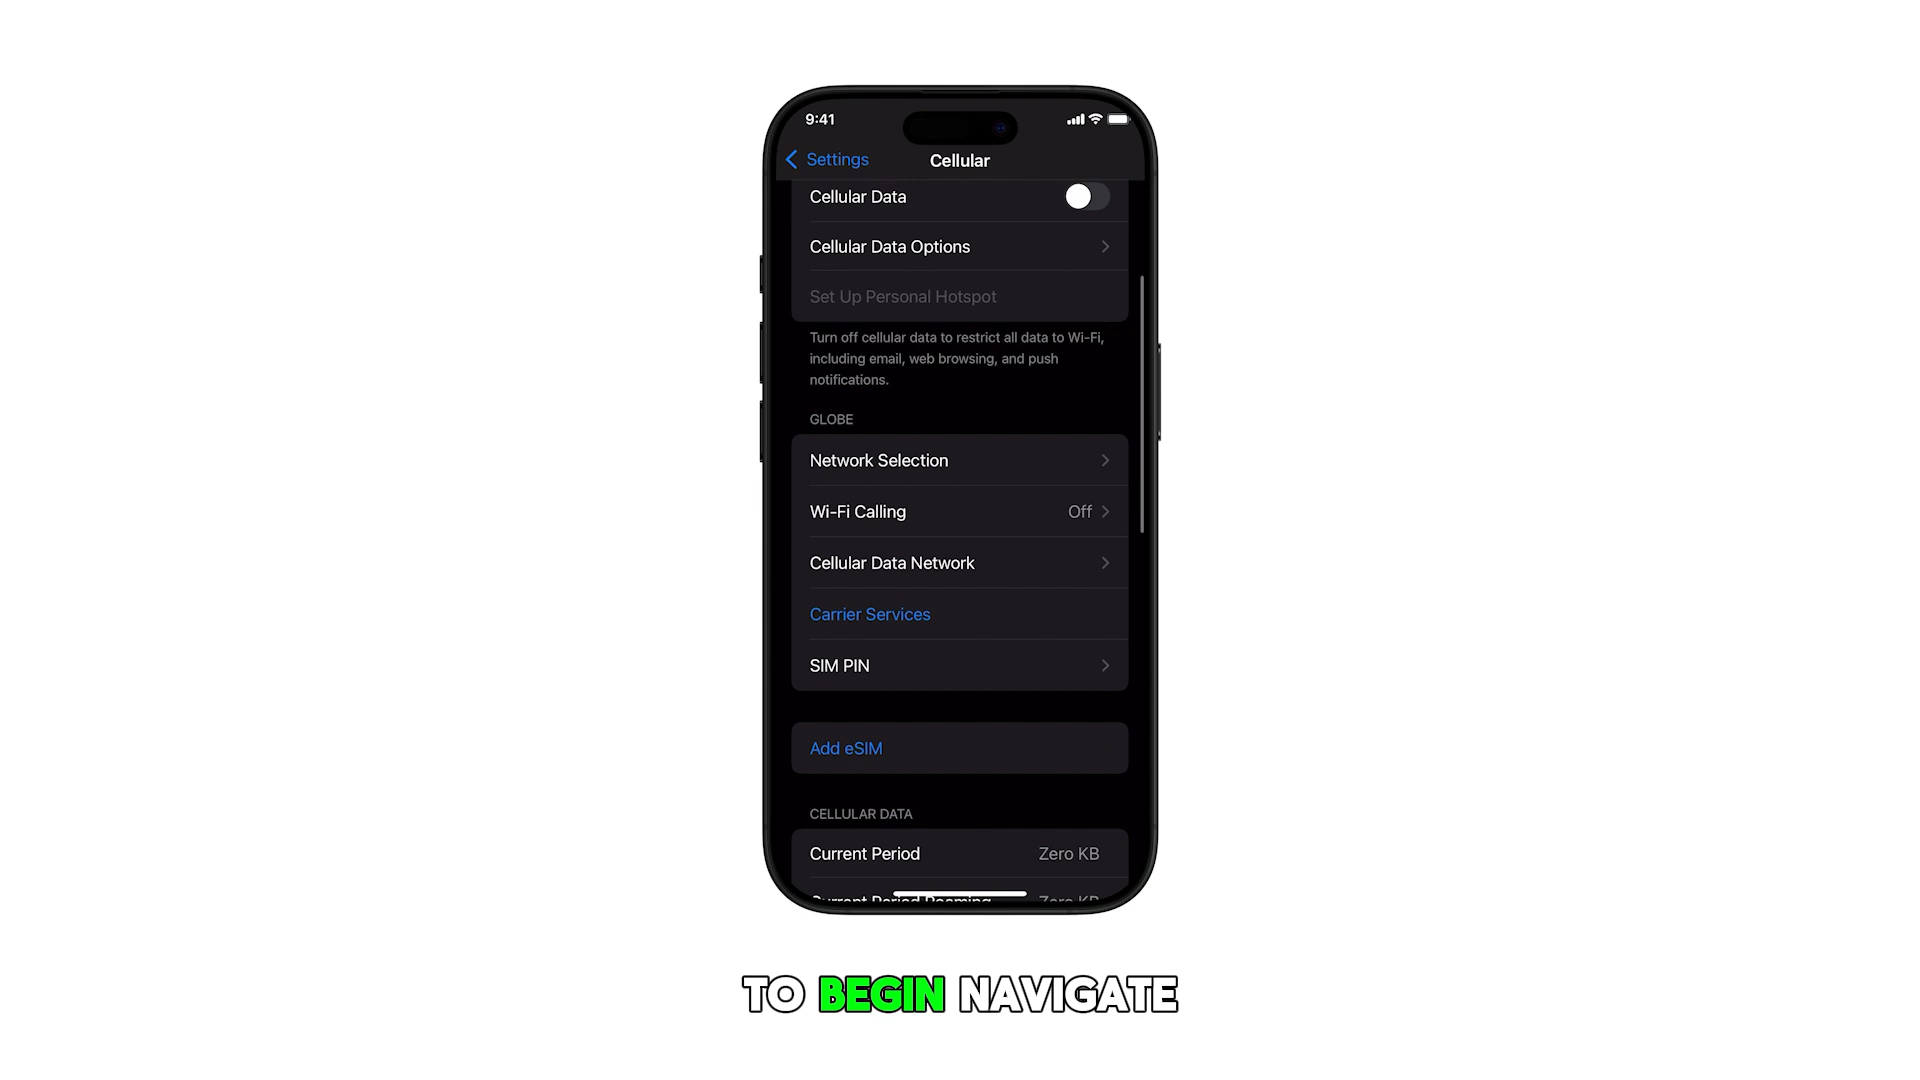 9:41
Settings
Cellular
Cellular Data
Cellular Data Options
Set Up Personal Hotspot
Turn off cellular data to restrict all data to Wi-Fi,
including email, web browsing, and push
notifications.
GLOBE
Network Selection
Wi-Fi Calling Off
Cellular Data Network
Carrier Services
SIM PIN
Add eSIM
CELLULAR DATA
Current Period Zero KB
Current Period Roaming Zero KB
TO BEGIN NAVIGATE